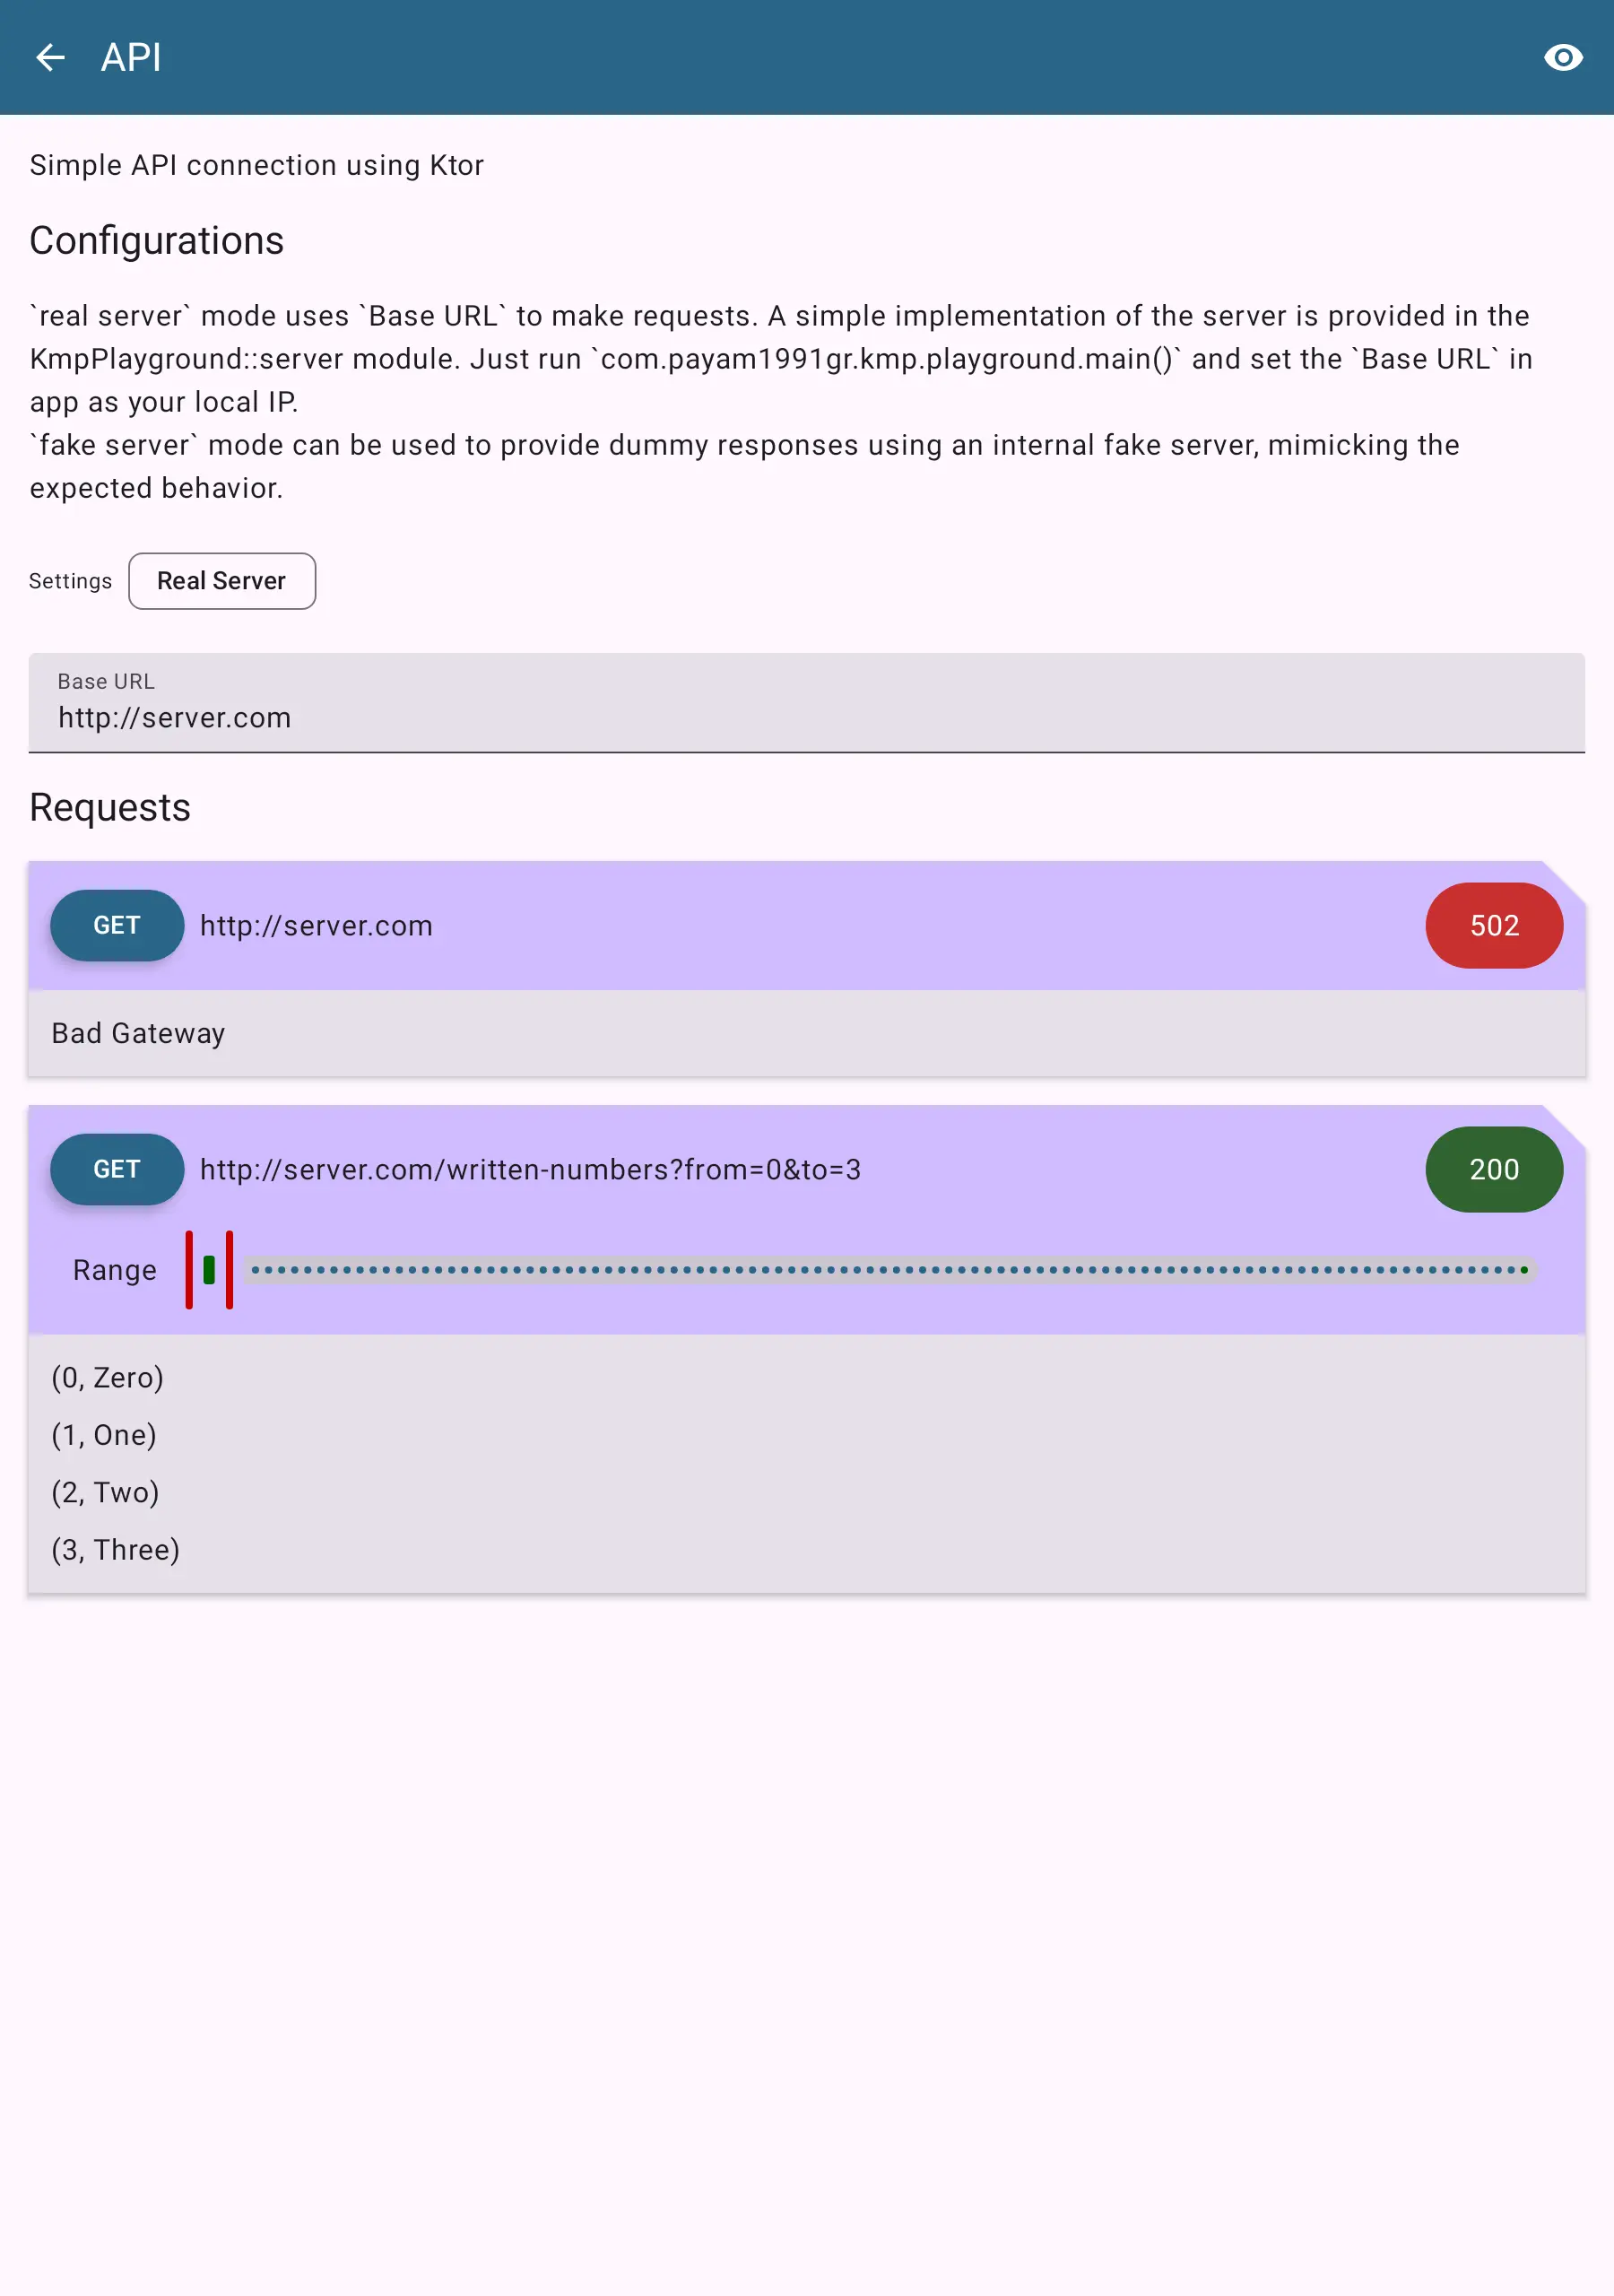 API
Simple API connection using Ktor
Configurations
`real server` mode uses `Base URL` to make requests. A simple implementation of the server is provided in the
KmpPlayground::server module. Just run `com.payam1991gr.kmp.playground.main()` and set the `Base URL` in
app as your local IP.
`fake server` mode can be used to provide dummy responses using an internal fake server, mimicking the
expected behavior.
Settings Real Server
Base URL
http://server.com
Requests
GET http://server.com 502
Bad Gateway
GET http://server.com/written-numbers?from=0&to=3 200
Range
(0, Zero)
(1, One)
(2, Two)
(3, Three)